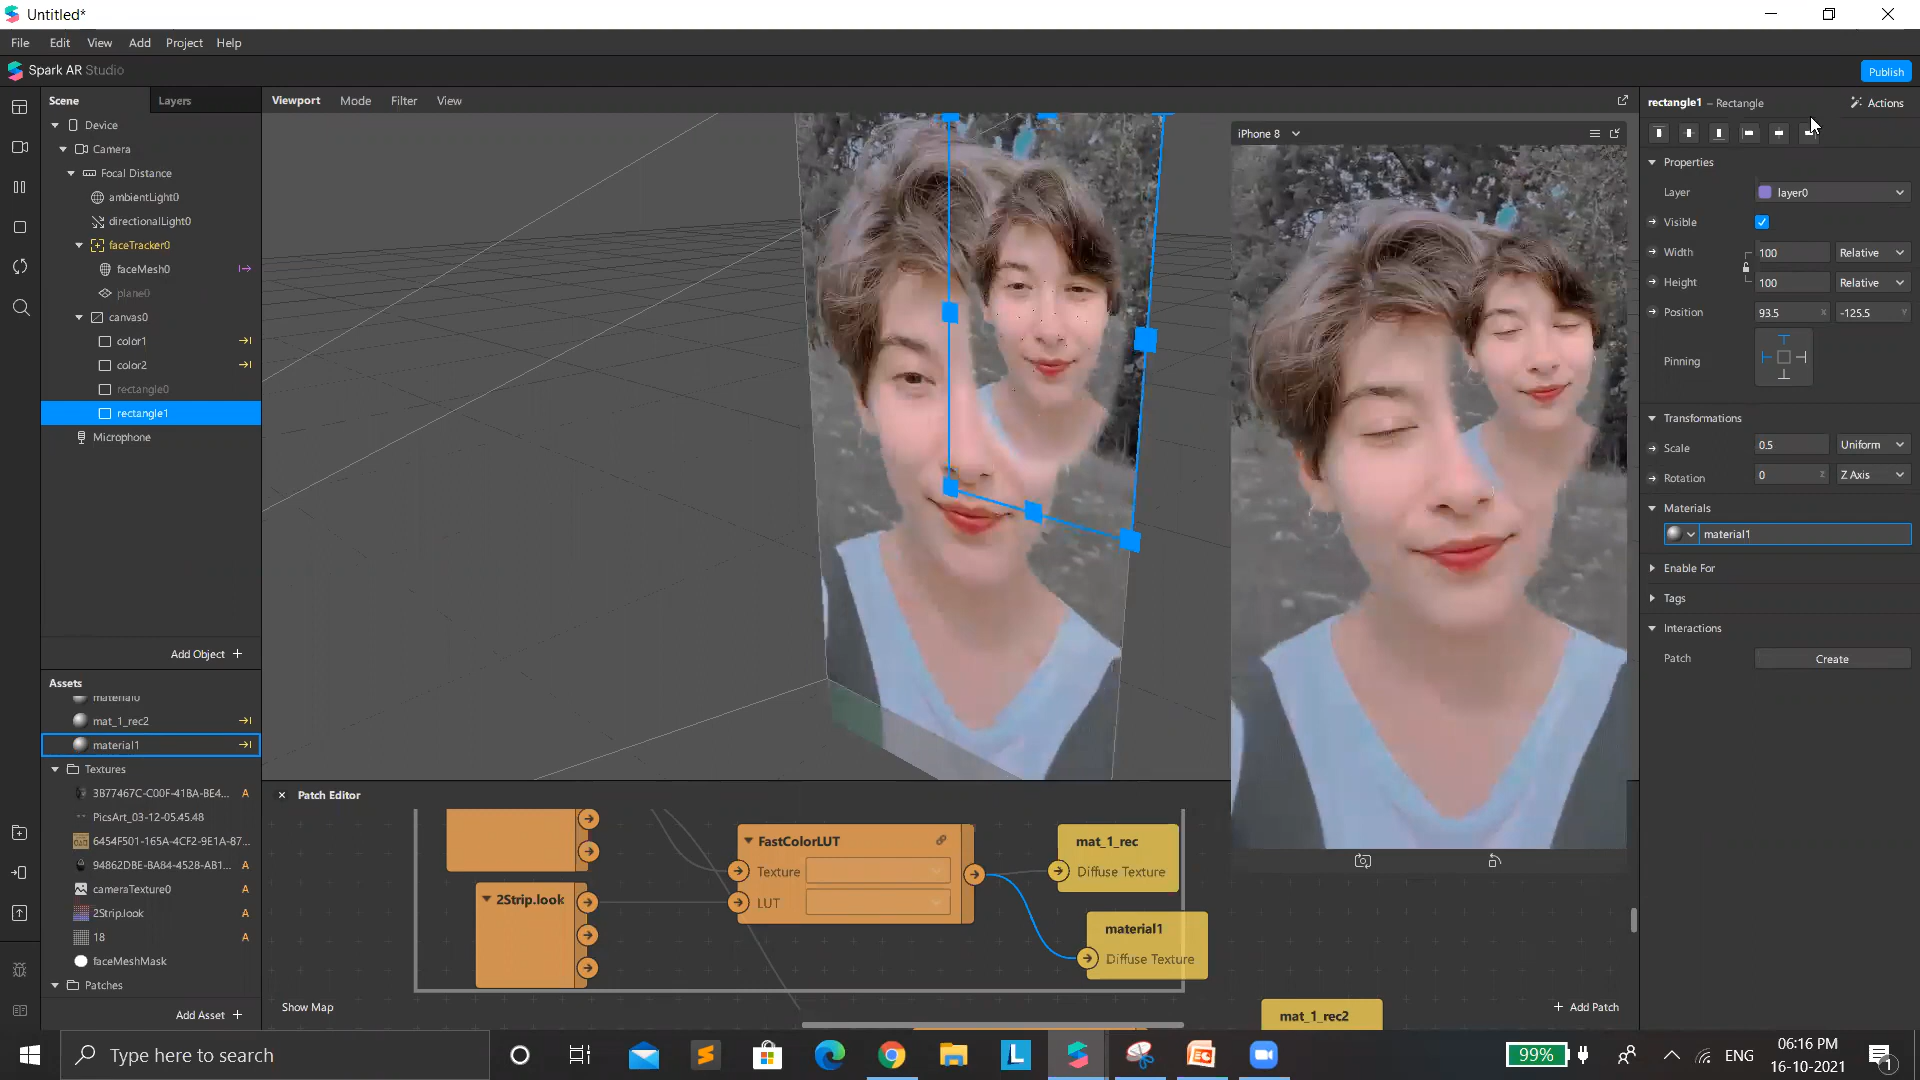 Untitled*
File Edit View Add Project Help
Spark AR Studio
Publish
Scene Layers
Device
Camera
Focal Distance
ambientLight0
directionalLight0
faceTracker0
faceMesh0
plane0
canvas0
color1
color2
rectangle0
rectangle1
Microphone
Add Object +
Assets
material0
mat_1_rec2
material1
Textures
3B77467C-C00F-41BA-BE4... A
PicsArt_03-12-05.45.48
6454F501-165A-4CF2-9E1A-87...
94862DBE-BA84-4528-AB1... A
cameraTexture0 A
2Strip.look A
18 A
faceMeshMask
Patches
Add Asset +
Viewport Mode Filter View
iPhone 8
Patch Editor
2Strip.look
FastColorLUT
Texture
LUT
mat_1_rec
Diffuse Texture
material1
Diffuse Texture
mat_1_rec2
Show Map
+ Add Patch
rectangle1 – Rectangle
Actions
Properties
Layer layer0
Visible
Width 100 Relative
Height 100 Relative
Position 93.5 X -125.5 Y
Pinning
Transformations
Scale 0.5 Uniform
Rotation 0 Z Z Axis
Materials
material1
Enable For
Tags
Interactions
Patch Create
Type here to search
99%
ENG
06:16 PM
16-10-2021
1